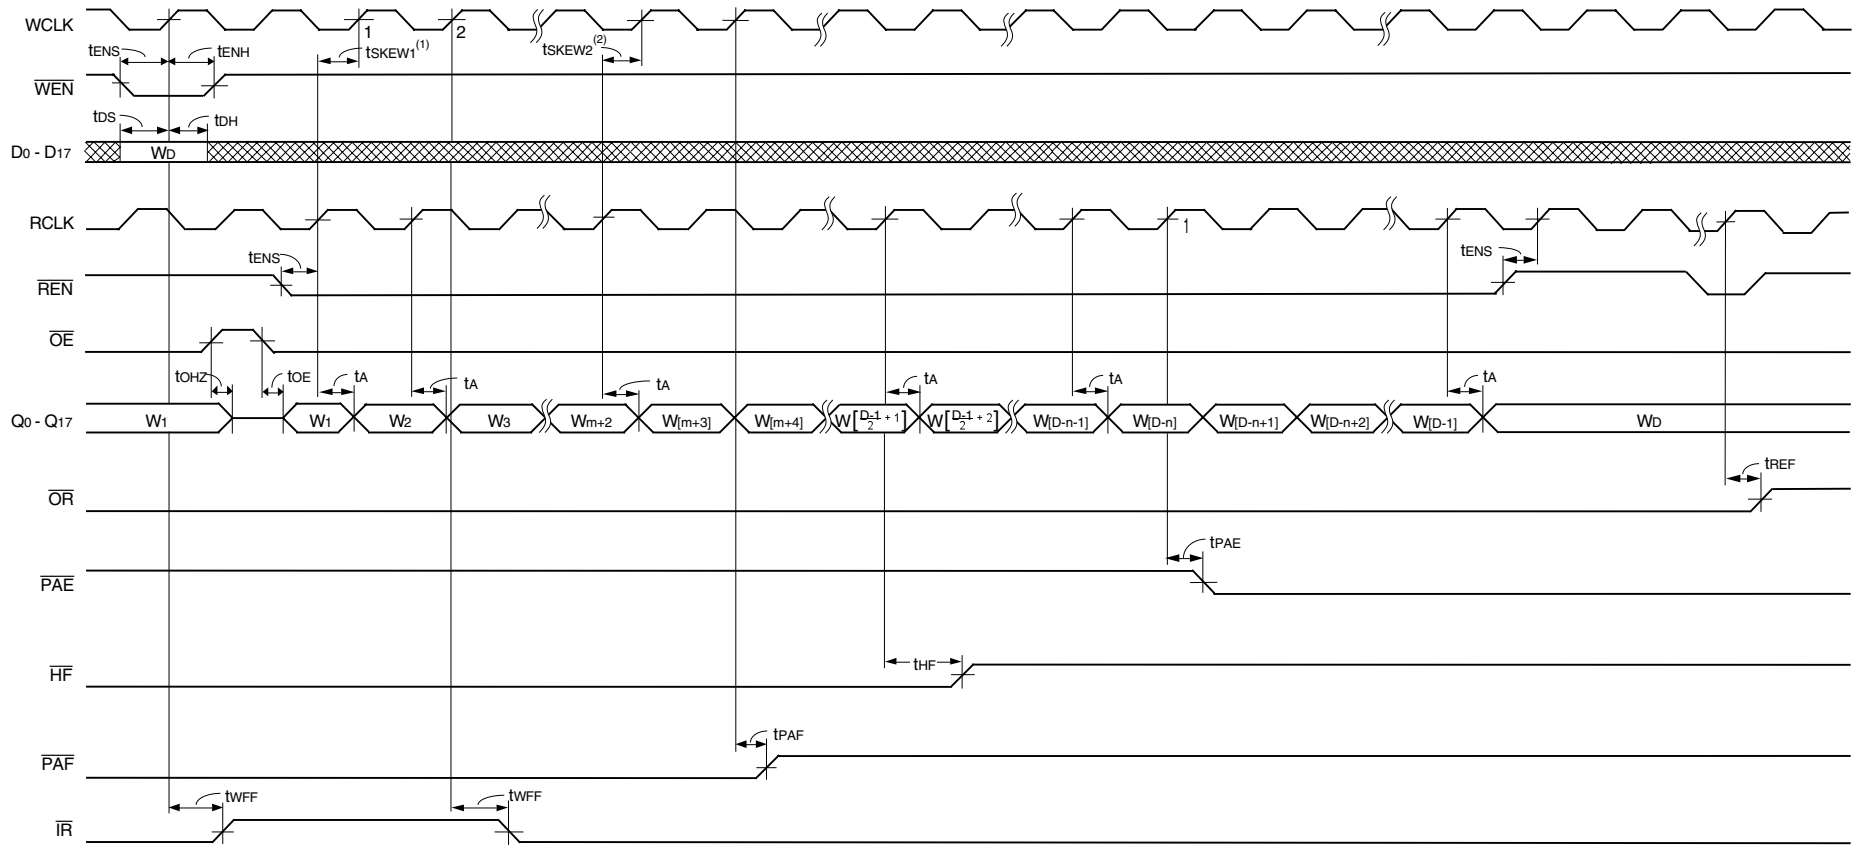 WCLK
1
2
tENS
tENH
tSKEW1(1)
tSKEW2(2)
WEN
tDS
tDH
D0 - D17
WD
RCLK
1
tENS
tENS
REN
OE
tOHZ
tOE
tA
tA
tA
tA
tA
tA
Q0 - Q17
W1
W1
W2
W3
Wm+2
W[m+3]
W[m+4]
W[D-1/2 + 1]
W[D-1/2 + 2]
W[D-n-1]
W[D-n]
W[D-n+1]
W[D-n+2]
W[D-1]
WD
tREF
OR
tPAE
PAE
tHF
HF
tPAF
PAF
tWFF
tWFF
IR